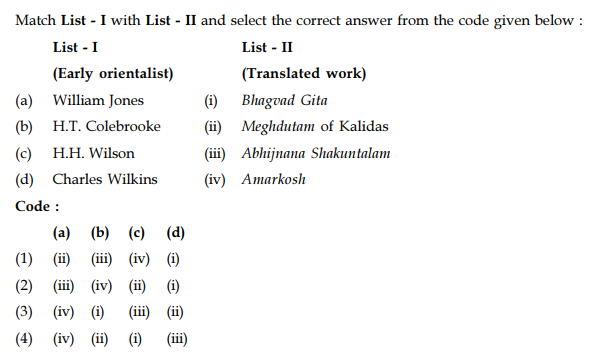 Match List - I with List - II and select the correct answer from the code given below :
List - I List - II
(Early orientalist) (Translated work)
(a) William Jones (i) Bhagvad Gita
(b) H.T. Colebrooke (ii) Meghdutam of Kalidas
(c) H.H. Wilson (iii) Abhijnana Shakuntalam
(d) Charles Wilkins (iv) Amarkosh
Code :
(a) (b) (c) (d)
(1) (ii) (iii) (iv) (i)
(2) (iii) (iv) (ii) (i)
(3) (iv) (i) (iii) (ii)
(4) (iv) (ii) (i) (iii)